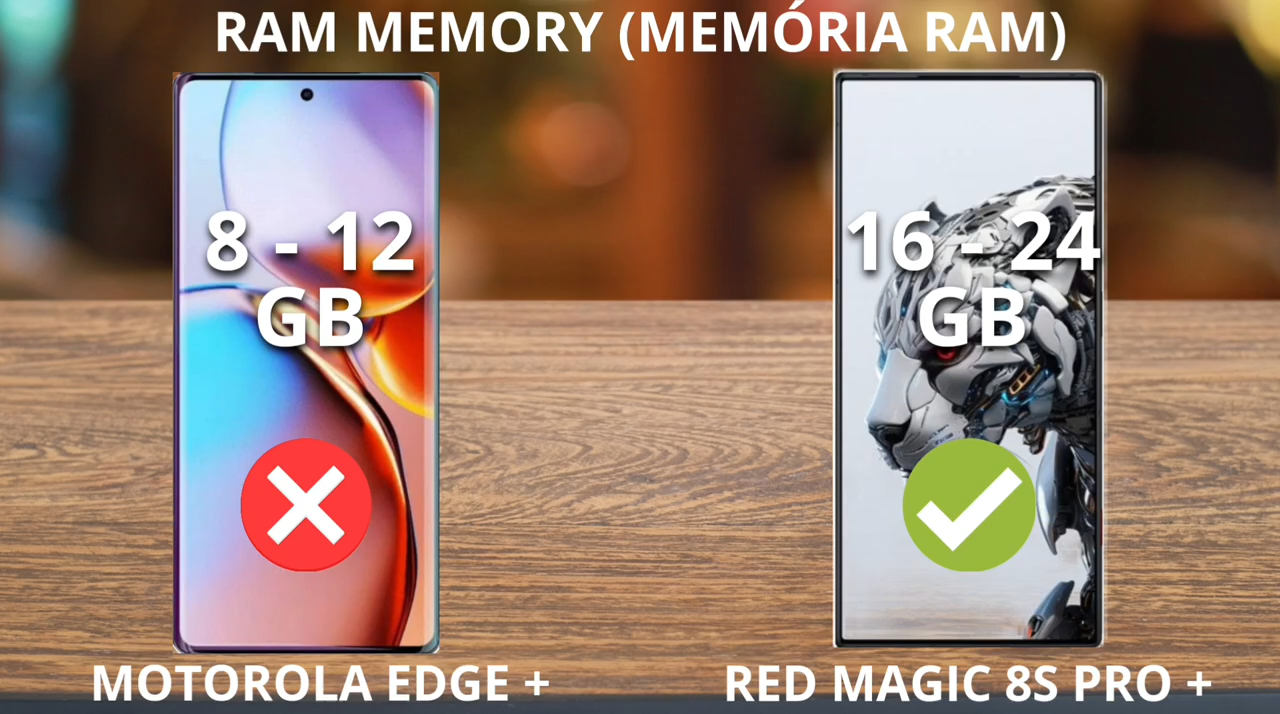 RAM MEMORY (MEMÓRIA RAM)
8 - 12
GB
16 - 24
GB
MOTOROLA EDGE +
RED MAGIC 8S PRO +